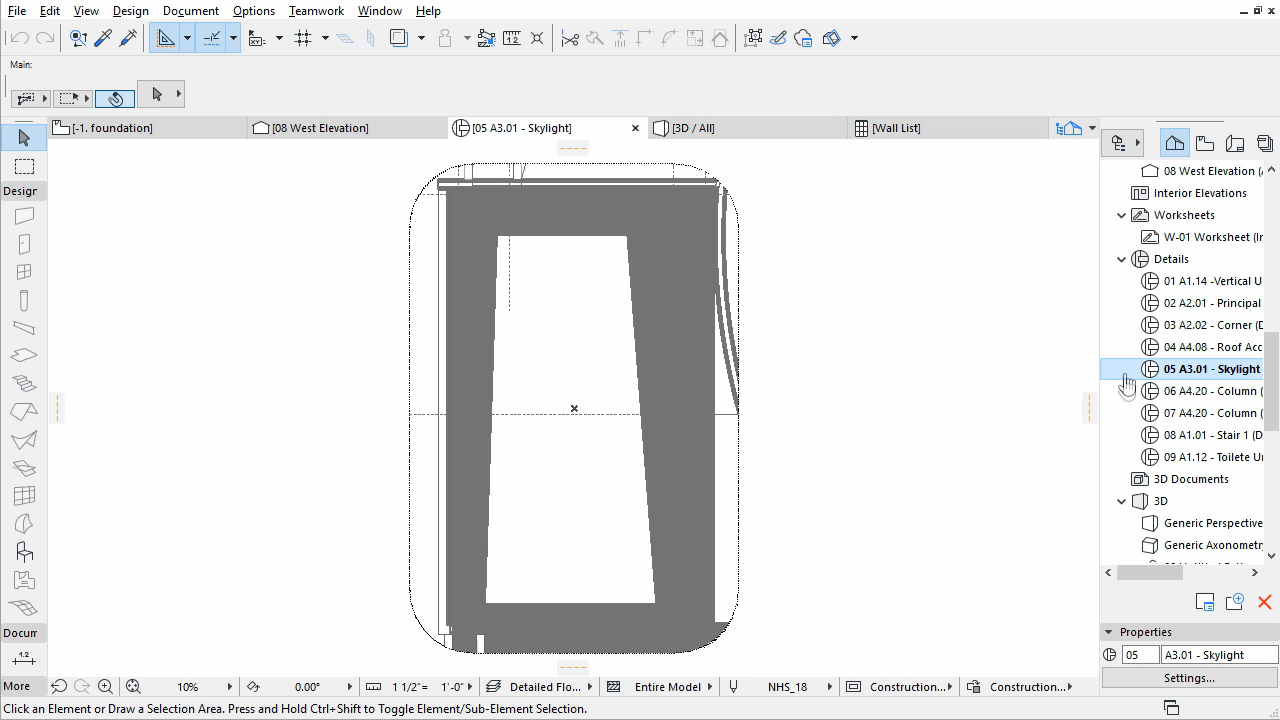 File Edit View Design Document Options Teamwork Window Help
Main:
[-1. foundation]
[08 West Elevation]
[05 A3.01 - Skylight]
[3D / All]
[Wall List]
Design
Docum
More
08 West Elevation (
Interior Elevations
Worksheets
W-01 Worksheet (In
Details
01 A1.14 -Vertical U
02 A2.01 - Principal
03 A2.02 - Corner (D
04 A4.08 - Roof Acc
05 A3.01 - Skylight
06 A4.20 - Column (
07 A4.20 - Column (
08 A1.01 - Stair 1 (D
09 A1.12 - Toilete Un
3D Documents
3D
Generic Perspective
Generic Axonometr
Properties
05 A3.01 - Skylight
Settings...
10% 0.00° 1 1/2"= 1'-0" Detailed Flo... Entire Model NHS_18 Construction... Construction...
Click an Element or Draw a Selection Area. Press and Hold Ctrl+Shift to Toggle Element/Sub-Element Selection.